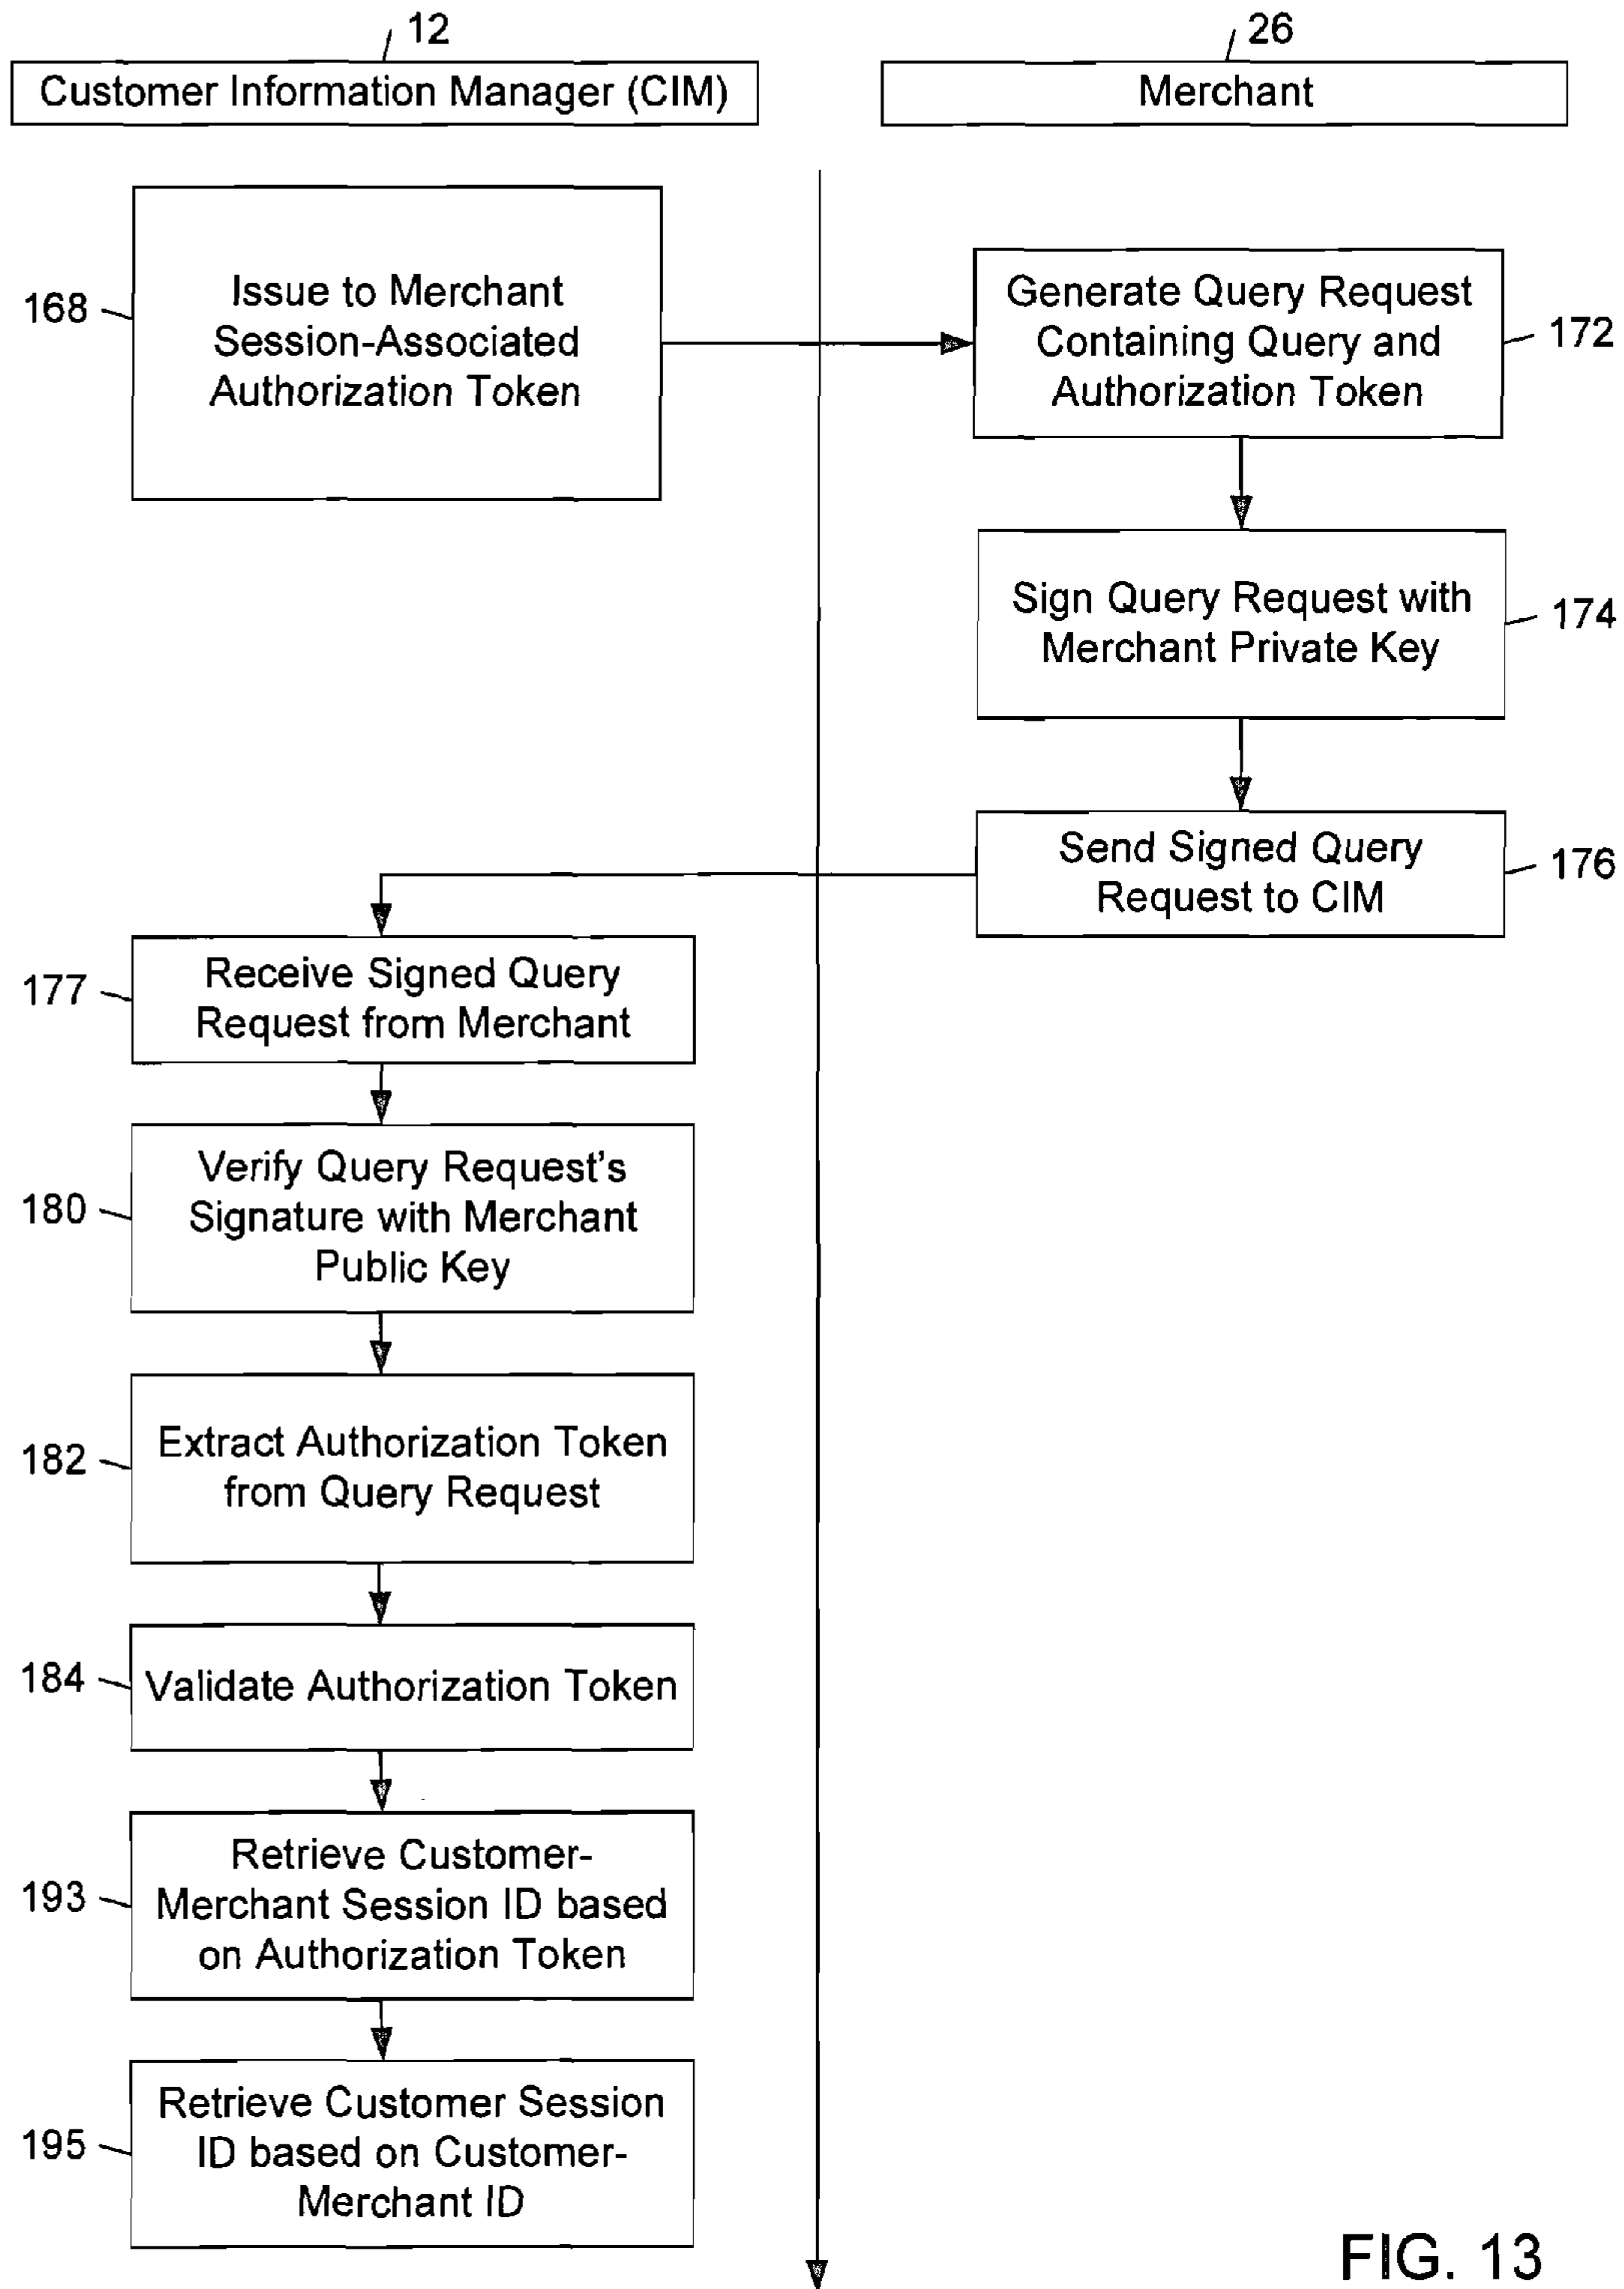 12
26
Customer Information Manager (CIM)
Merchant
168
Issue to Merchant
Session-Associated
Authorization Token
Generate Query Request
Containing Query and
Authorization Token
172
Sign Query Request with
Merchant Private Key
174
Send Signed Query
Request to CIM
176
177
Receive Signed Query
Request from Merchant
180
Verify Query Request's
Signature with Merchant
Public Key
182
Extract Authorization Token
from Query Request
184
Validate Authorization Token
193
Retrieve Customer-
Merchant Session ID based
on Authorization Token
195
Retrieve Customer Session
ID based on Customer-
Merchant ID
FIG. 13